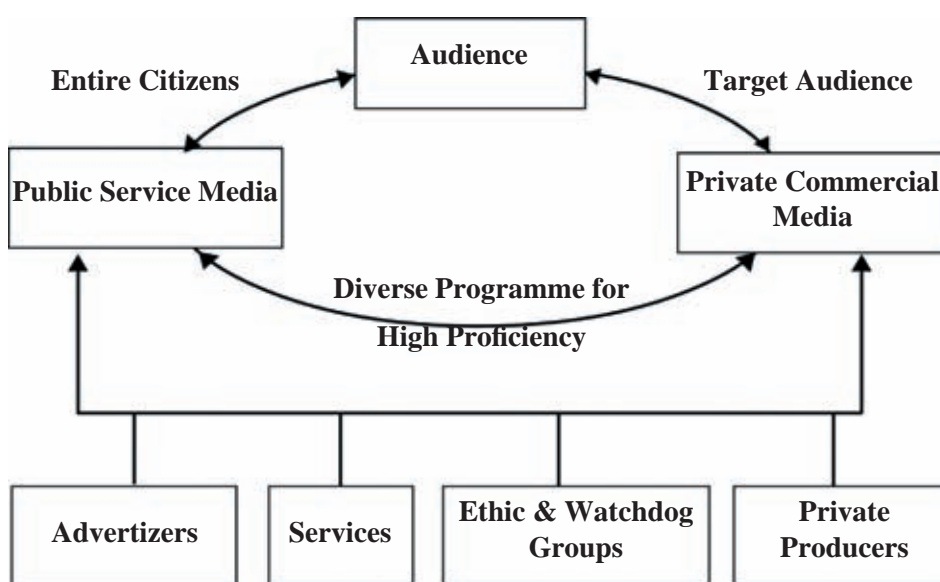 Audience
Entire Citizens
Target Audience
Public Service Media
Private Commercial
Media
Diverse Programme for
High Proficiency
Advertizers
Services
Ethic & Watchdog
Groups
Private
Producers